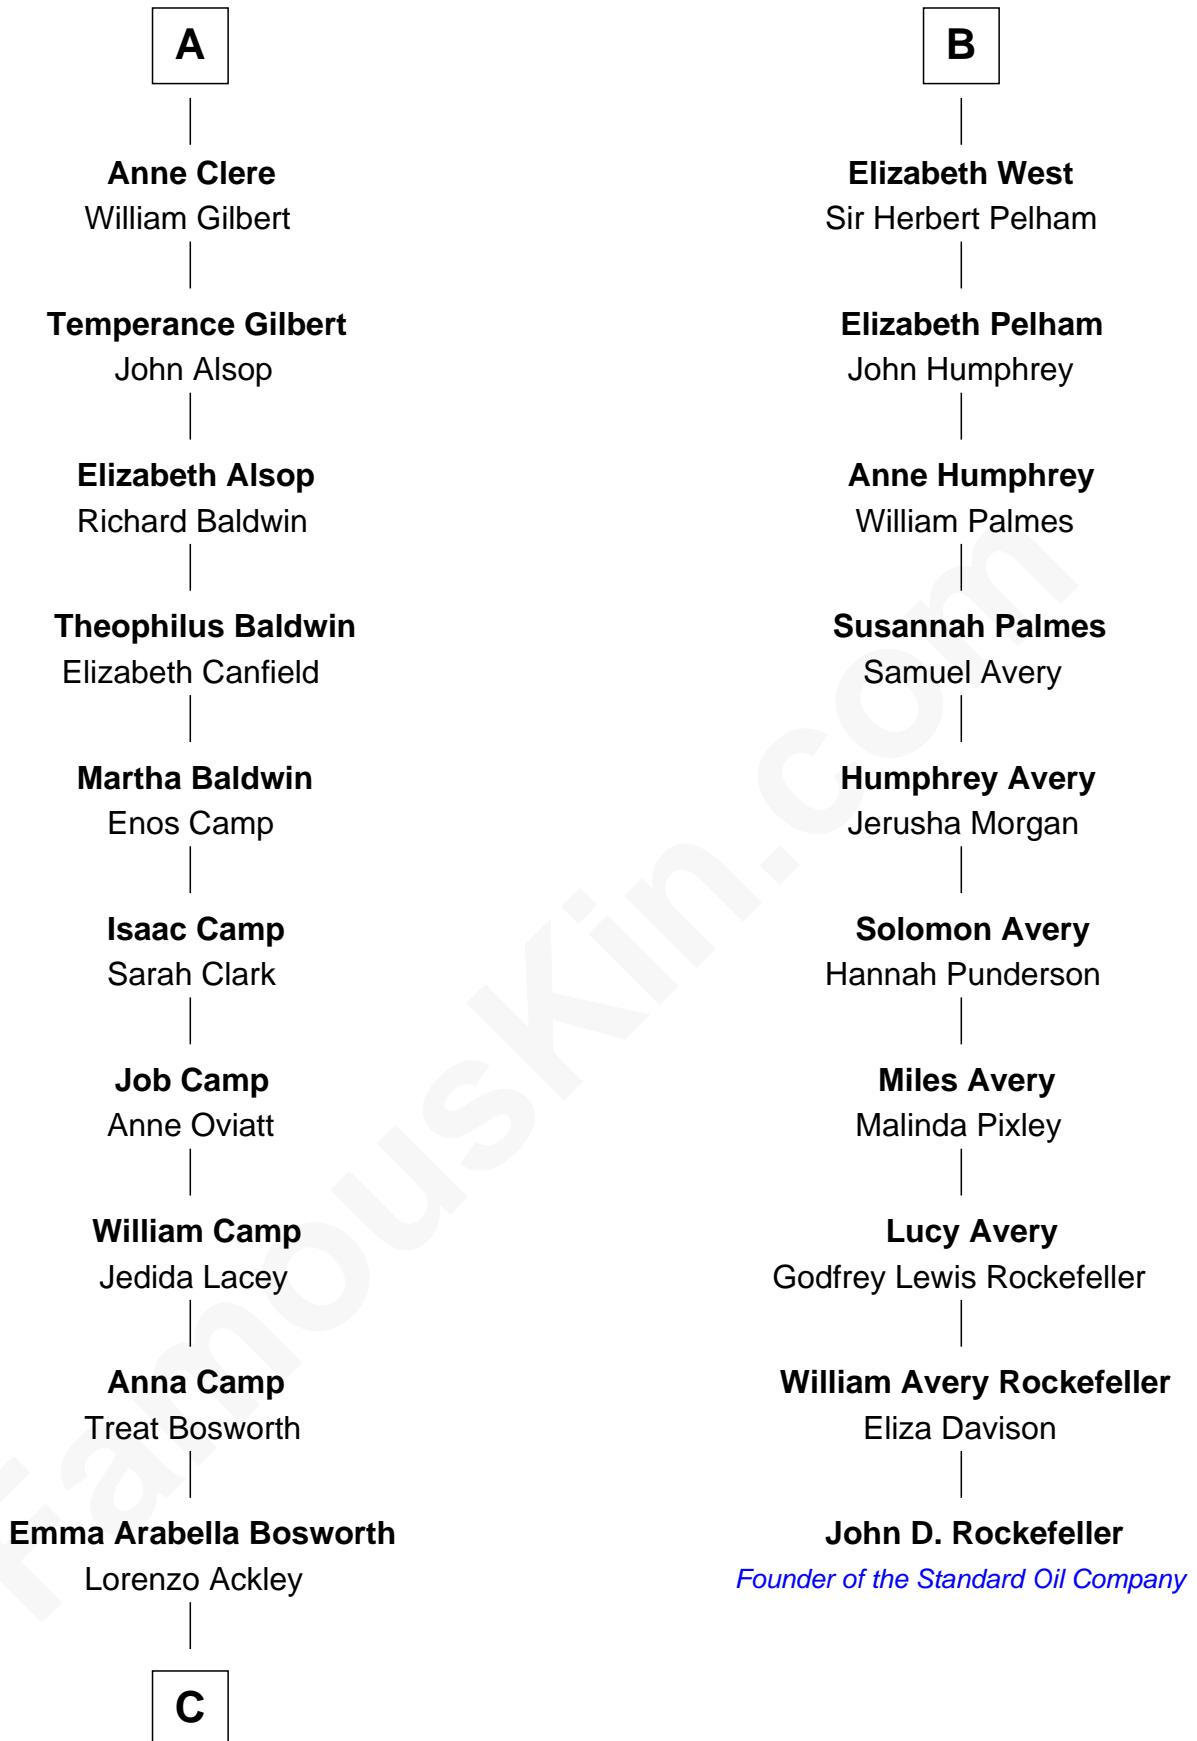 A
Anne Clere
William Gilbert
Temperance Gilbert
John Alsop
Elizabeth Alsop
Richard Baldwin
Theophilus Baldwin
Elizabeth Canfield
Martha Baldwin
Enos Camp
Isaac Camp
Sarah Clark
Job Camp
Anne Oviatt
William Camp
Jedida Lacey
Anna Camp
Treat Bosworth
Emma Arabella Bosworth
Lorenzo Ackley
C
B
Elizabeth West
Sir Herbert Pelham
Elizabeth Pelham
John Humphrey
Anne Humphrey
William Palmes
Susannah Palmes
Samuel Avery
Humphrey Avery
Jerusha Morgan
Solomon Avery
Hannah Punderson
Miles Avery
Malinda Pixley
Lucy Avery
Godfrey Lewis Rockefeller
William Avery Rockefeller
Eliza Davison
John D. Rockefeller
Founder of the Standard Oil Company
FamousKin.com